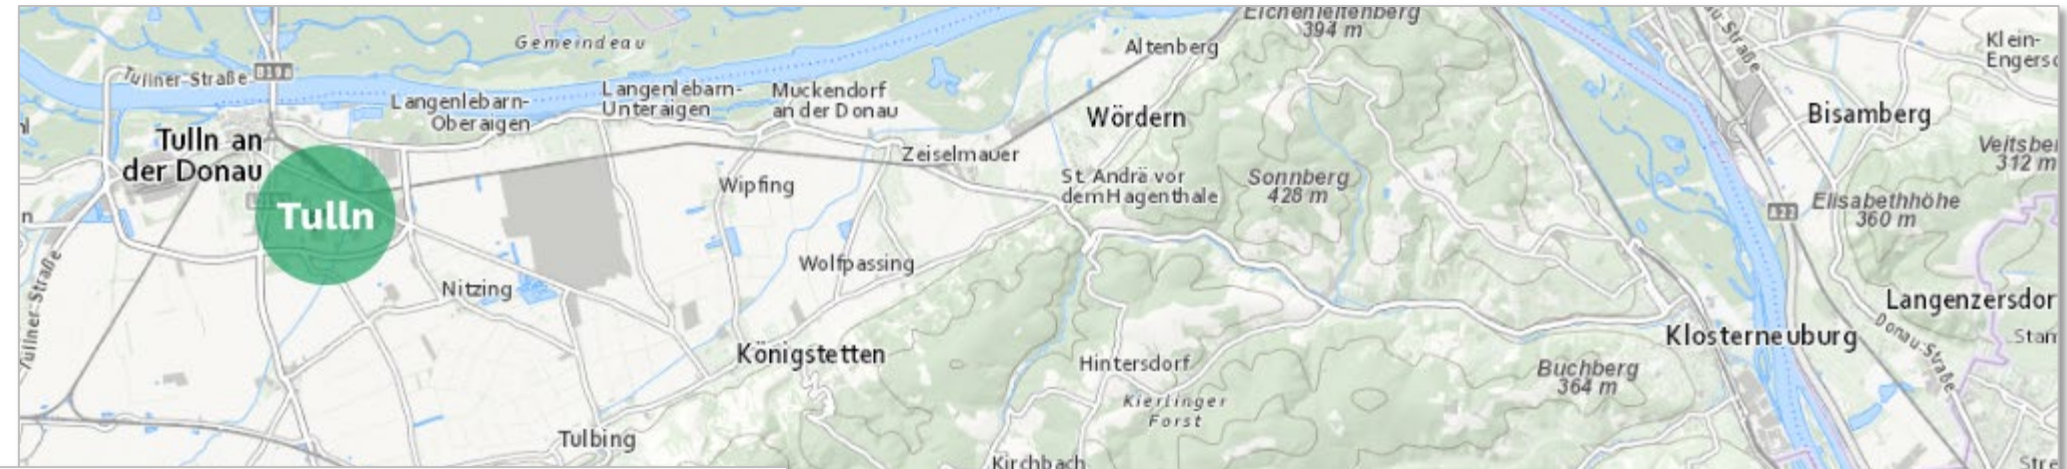 Eichenleitenberg
394 m
Gemeindeau
Altenberg
Klein-
Tullner-Straße
B19a
Langenlebarn-
Oberaigen
Langenlebarn-
Unteraigen
Muckendorf
an der Donau
Wördern
Bisamberg
Tulln an
der Donau
Zeiselmauer
312 m
Wipfing
St. Andrä vor
dem Hagenthale
Sonnberg
428 m
Elisabethhöhe
360 m
A22
Tulln
Wolfpassing
Nitzing
Tullner-Straße
Langenzersdor
Klosterneuburg
Donau-Straße
Königstetten
Hintersdorf
Buchberg
364 m
Kierlinger
Forst
Tulbing
Kirchbach